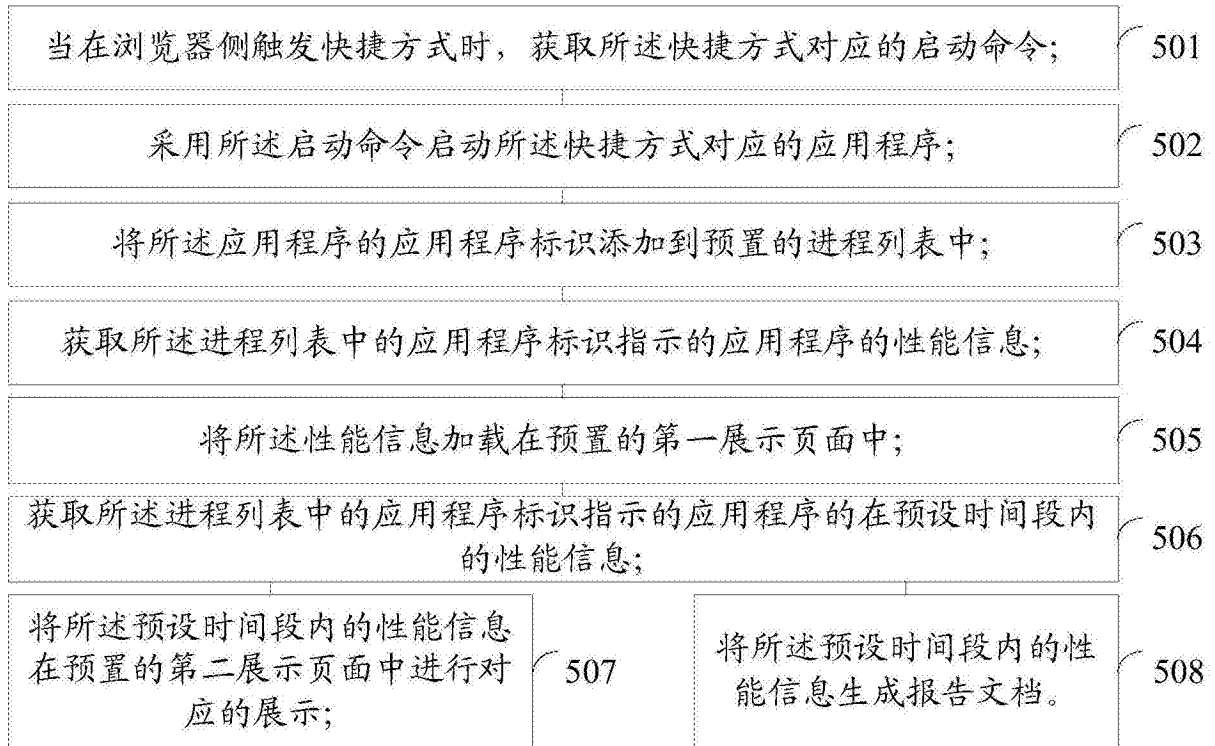 当在浏览器侧触发快捷方式时，获取所述快捷方式对应的启动命令；
501
采用所述启动命令启动所述快捷方式对应的应用程序；
502
将所述应用程序的应用程序标识添加到预置的进程列表中；
503
获取所述进程列表中的应用程序标识指示的应用程序的性能信息；
504
将所述性能信息加载在预置的第一展示页面中；
505
获取所述进程列表中的应用程序标识指示的应用程序的在预设时间段内
的性能信息；
506
将所述预设时间段内的性能信息
在预置的第二展示页面中进行对
应的展示；
507
将所述预设时间段内的性
能信息生成报告文档。
508